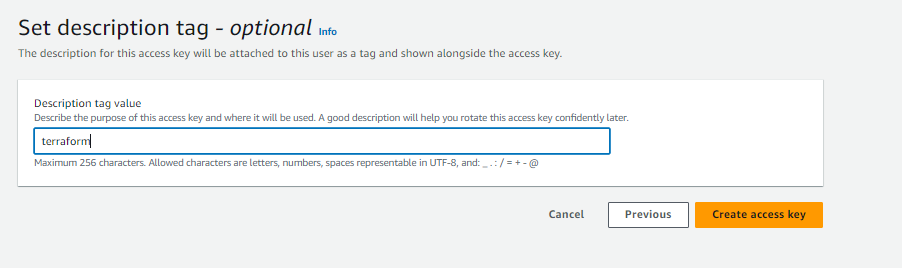 Set description tag - optional Info
The description for this access key will be attached to this user as a tag and shown alongside the access key.
Description tag value
Describe the purpose of this access key and where it will be used. A good description will help you rotate this access key confidently later.
terraform
Maximum 256 characters. Allowed characters are letters, numbers, spaces representable in UTF-8, and: _ . : / = + - @
Cancel Previous Create access key